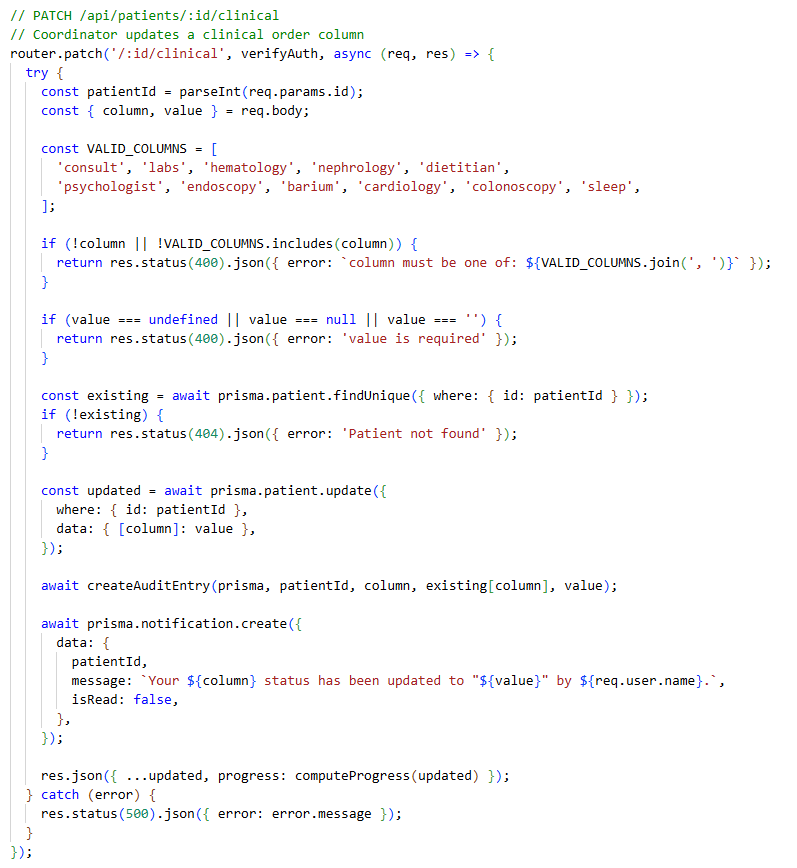 // PATCH /api/patients/:id/clinical
// Coordinator updates a clinical order column
router.patch('/:id/clinical', verifyAuth, async (req, res) => {
  try {
    const patientId = parseInt(req.params.id);
    const { column, value } = req.body;

    const VALID_COLUMNS = [
      'consult', 'labs', 'hematology', 'nephrology', 'dietitian',
      'psychologist', 'endoscopy', 'barium', 'cardiology', 'colonoscopy', 'sleep',
    ];

    if (!column || !VALID_COLUMNS.includes(column)) {
      return res.status(400).json({ error: `column must be one of: ${VALID_COLUMNS.join(', ')}` });
    }

    if (value === undefined || value === null || value === '') {
      return res.status(400).json({ error: 'value is required' });
    }

    const existing = await prisma.patient.findUnique({ where: { id: patientId } });
    if (!existing) {
      return res.status(404).json({ error: 'Patient not found' });
    }

    const updated = await prisma.patient.update({
      where: { id: patientId },
      data: { [column]: value },
    });

    await createAuditEntry(prisma, patientId, column, existing[column], value);

    await prisma.notification.create({
      data: {
        patientId,
        message: `Your ${column} status has been updated to "${value}" by ${req.user.name}.`,
        isRead: false,
      },
    });

    res.json({ ...updated, progress: computeProgress(updated) });
  } catch (error) {
    res.status(500).json({ error: error.message });
  }
});